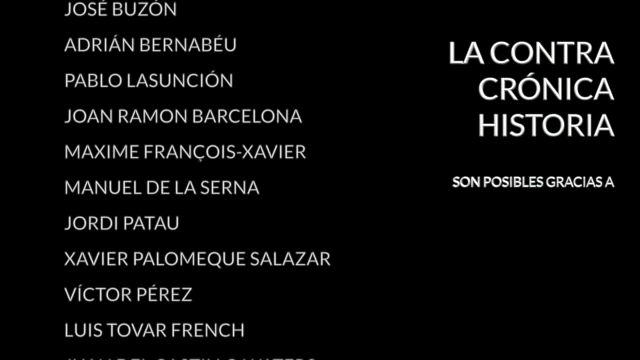 JOSÉ BUZÓN
ADRIÁN BERNABÉU
PABLO LASUNCIÓN
JOAN RAMON BARCELONA
MAXIME FRANÇOIS-XAVIER
MANUEL DE LA SERNA
JORDI PATAU
XAVIER PALOMEQUE SALAZAR
VÍCTOR PÉREZ
LUIS TOVAR FRENCH
LA CONTRA
CRÓNICA
HISTORIA
SON POSIBLES GRACIAS A